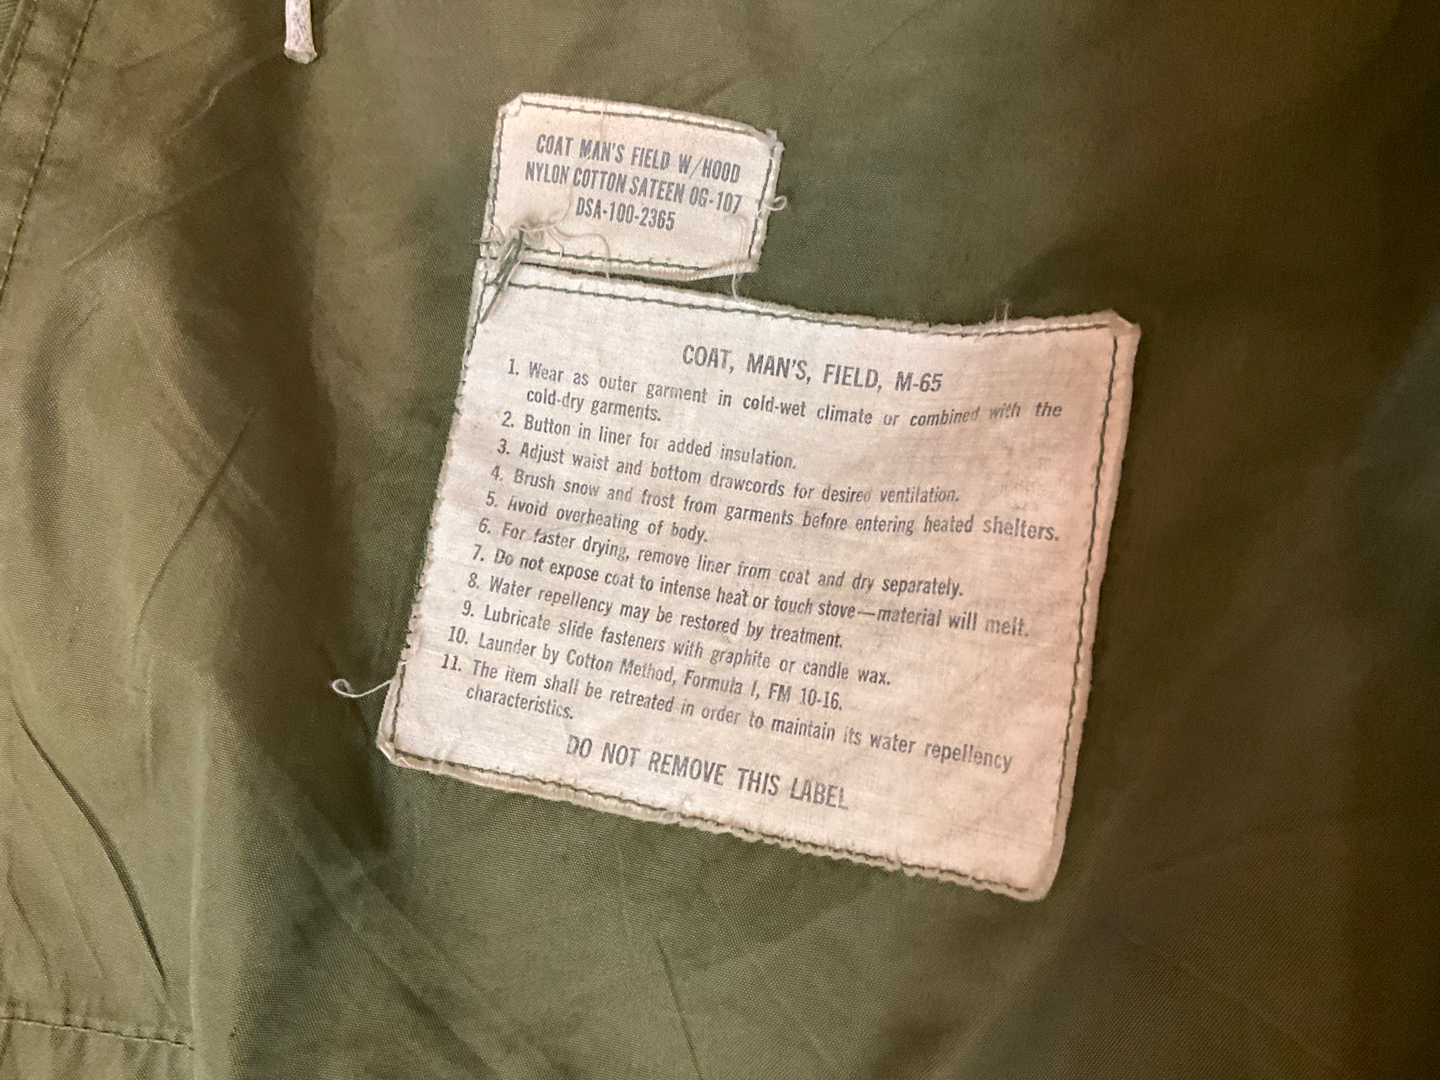 COAT MAN'S FIELD W/HOOD
NYLON COTTON SATEEN OG-107
DSA-100-2365
COAT, MAN'S, FIELD, M-65
1. Wear as outer garment in cold-wet climate or combined with the
cold-dry garments.
2. Button in liner for added insulation.
3. Adjust waist and bottom drawcords for desired ventilation.
4. Brush snow and frost from garments before entering heated shelters.
5. Avoid overheating of body.
6. For faster drying, remove liner from coat and dry separately.
7. Do not expose coat to intense heat or touch stove—material will melt.
8. Water repellency may be restored by treatment.
9. Lubricate slide fasteners with graphite or candle wax.
10. Launder by Cotton Method, Formula I, FM 10-16.
11. The item shall be retreated in order to maintain its water repellency
characteristics.
DO NOT REMOVE THIS LABEL